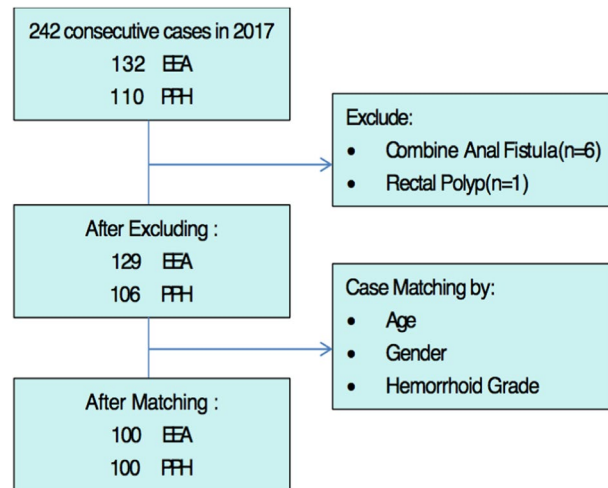 242 consecutive cases in 2017
132 EEA
110 PPH
Exclude:
• Combine Anal Fistula(n=6)
• Rectal Polyp(n=1)
After Excluding :
129 EEA
106 PPH
Case Matching by:
• Age
• Gender
• Hemorrhoid Grade
After Matching :
100 EEA
100 PPH